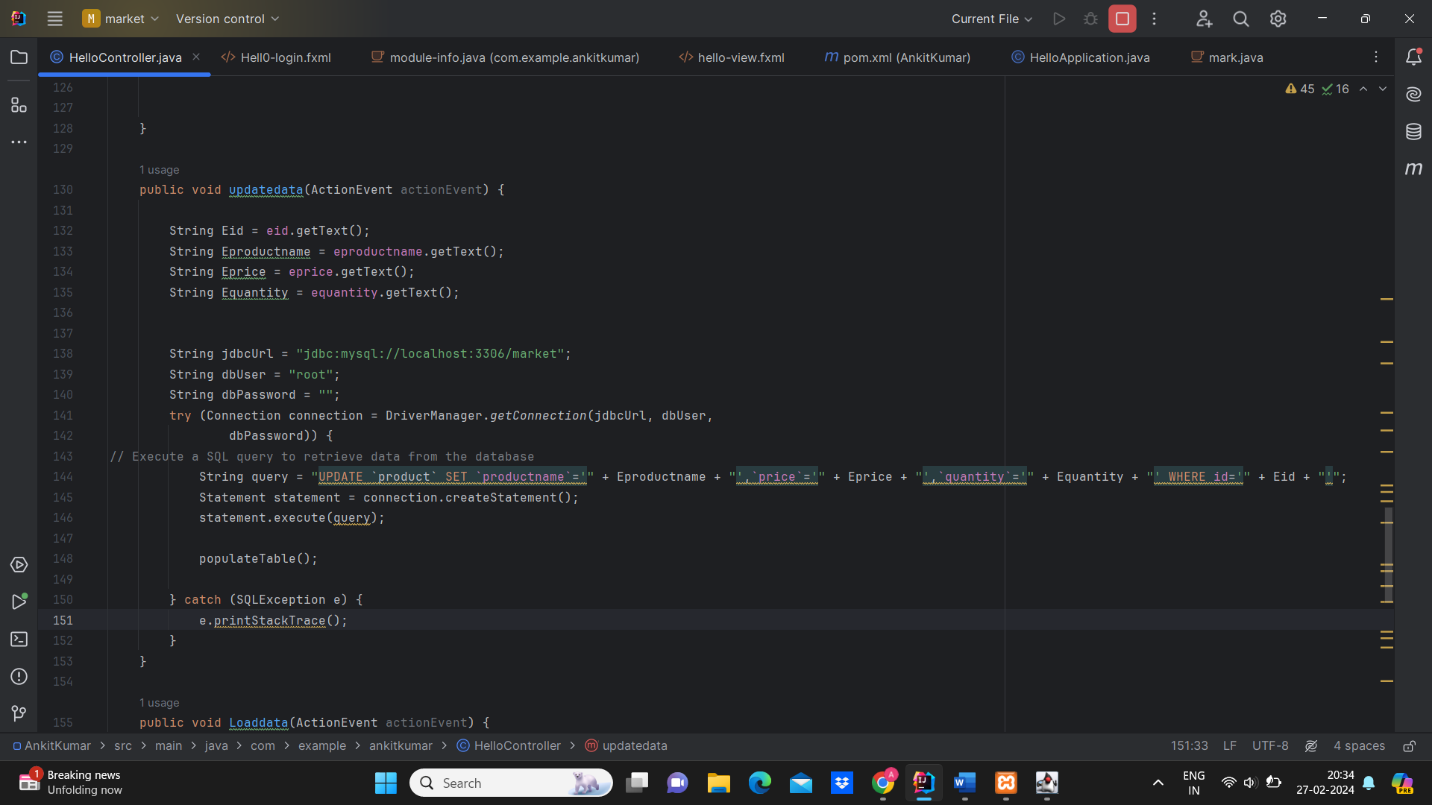 M market Version control Current File
HelloController.java Hell0-login.fxml module-info.java (com.example.ankitkumar) hello-view.fxml m pom.xml (AnkitKumar) HelloApplication.java mark.java
45 16
126
127
128 }
129
1 usage
130 public void updatedata(ActionEvent actionEvent) {
131
132 String Eid = eid.getText();
133 String Eproductname = eproductname.getText();
134 String Eprice = eprice.getText();
135 String Equantity = equantity.getText();
136
137
138 String jdbcUrl = "jdbc:mysql://localhost:3306/market";
139 String dbUser = "root";
140 String dbPassword = "";
141 try (Connection connection = DriverManager.getConnection(jdbcUrl, dbUser,
142 dbPassword)) {
143 // Execute a SQL query to retrieve data from the database
144 String query = "UPDATE `product` SET `productname`='" + Eproductname + "',`price`='" + Eprice + "',`quantity`='" + Equantity + "' WHERE id='" + Eid + "'";
145 Statement statement = connection.createStatement();
146 statement.execute(query);
147
148 populateTable();
149
150 } catch (SQLException e) {
151 e.printStackTrace();
152 }
153 }
154
1 usage
155 public void Loaddata(ActionEvent actionEvent) {
AnkitKumar > src > main > java > com > example > ankitkumar > HelloController > updatedata 151:33 LF UTF-8 4 spaces
1 Breaking news
Unfolding now
Search
ENG
IN
20:34
27-02-2024